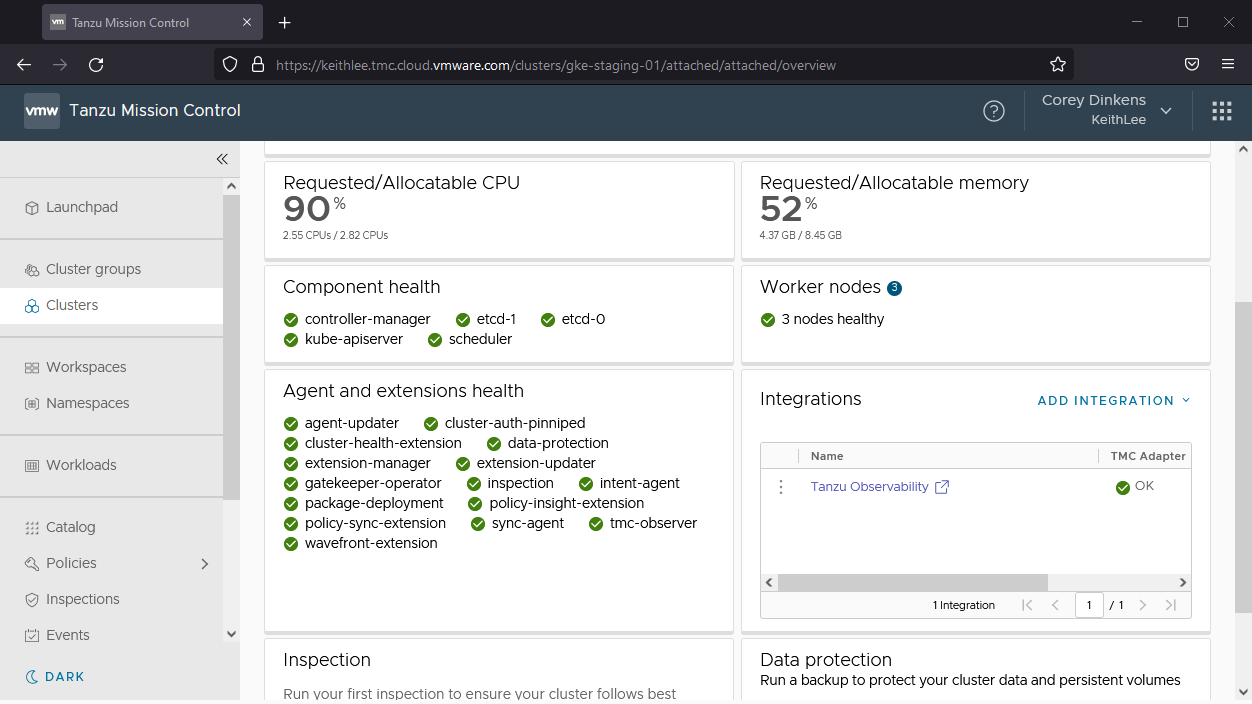 vm Tanzu Mission Control
https://keithlee.tmc.cloud.vmware.com/clusters/gke-staging-01/attached/attached/overview
vmw Tanzu Mission Control
?
Corey Dinkens
KeithLee
Launchpad
Cluster groups
Clusters
Workspaces
Namespaces
Workloads
Catalog
Policies
Inspections
Events
DARK
Requested/Allocatable CPU
90 %
2.55 CPUs / 2.82 CPUs
Requested/Allocatable memory
52 %
4.37 GB / 8.45 GB
Component health
controller-manager etcd-1 etcd-0
kube-apiserver scheduler
Worker nodes 3
3 nodes healthy
Agent and extensions health
agent-updater cluster-auth-pinniped
cluster-health-extension data-protection
extension-manager extension-updater
gatekeeper-operator inspection intent-agent
package-deployment policy-insight-extension
policy-sync-extension sync-agent tmc-observer
wavefront-extension
Integrations
ADD INTEGRATION
Name TMC Adapter
Tanzu Observability OK
1 Integration 1 / 1
Inspection
Run your first inspection to ensure your cluster follows best
Data protection
Run a backup to protect your cluster data and persistent volumes